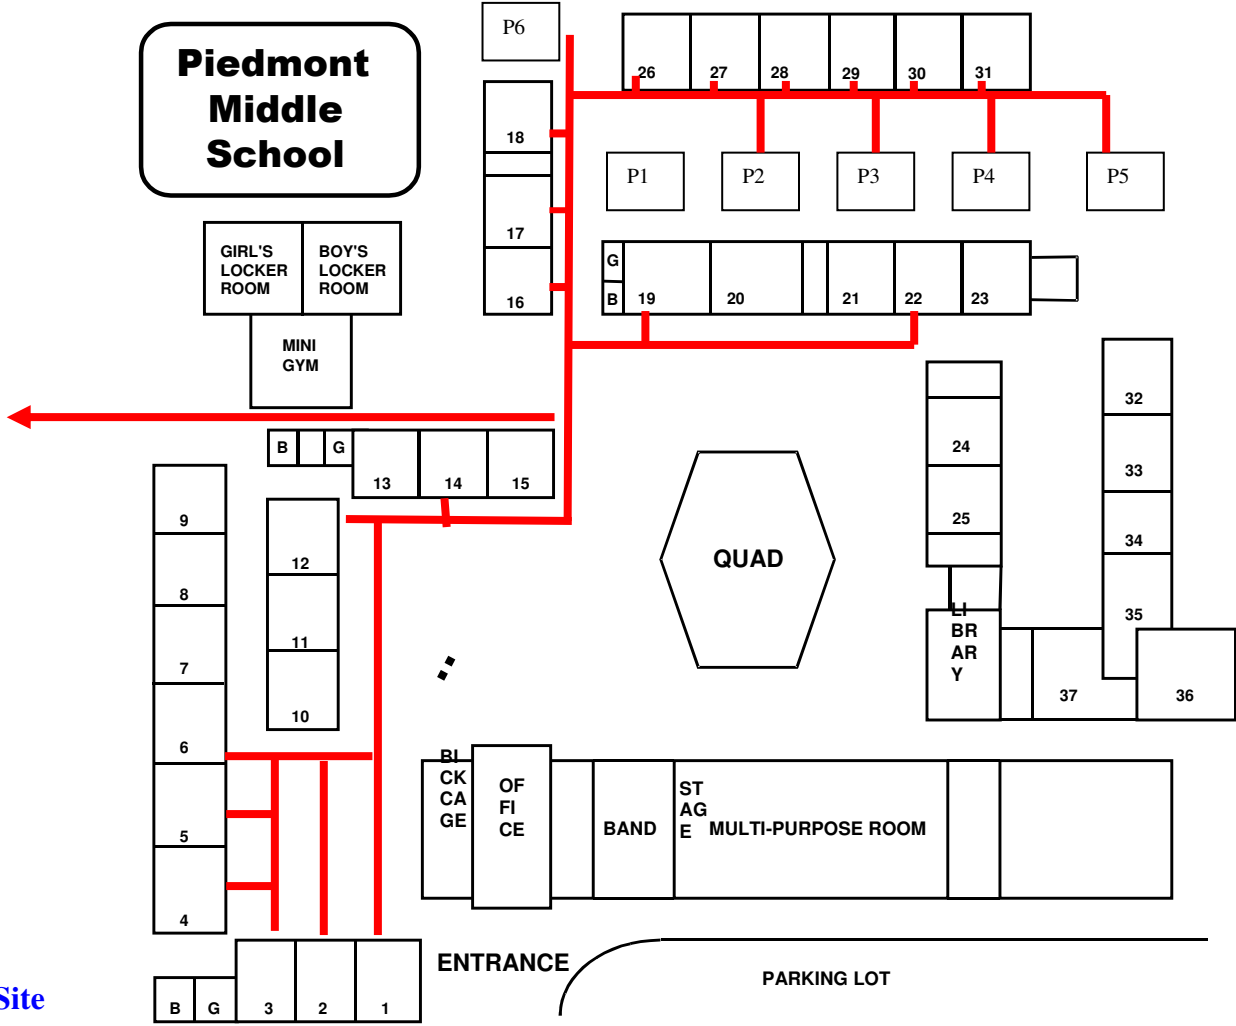 Piedmont
Middle
School
P6
26 27 28 29 30 31
18
P1 P2 P3 P4 P5
17
GIRL'S
LOCKER
ROOM
BOY'S
LOCKER
ROOM
G
B
16
19 20 21 22 23
MINI
GYM
32
B G
13 14 15
24
33
9
25
34
12
QUAD
8
LI
BR
AR
Y
35
11
7
37
36
10
6
BI
CK
CA
GE
OF
FI
CE
ST
AG
E
BAND
MULTI-PURPOSE ROOM
5
4
ENTRANCE
PARKING LOT
Site
B G 3 2 1